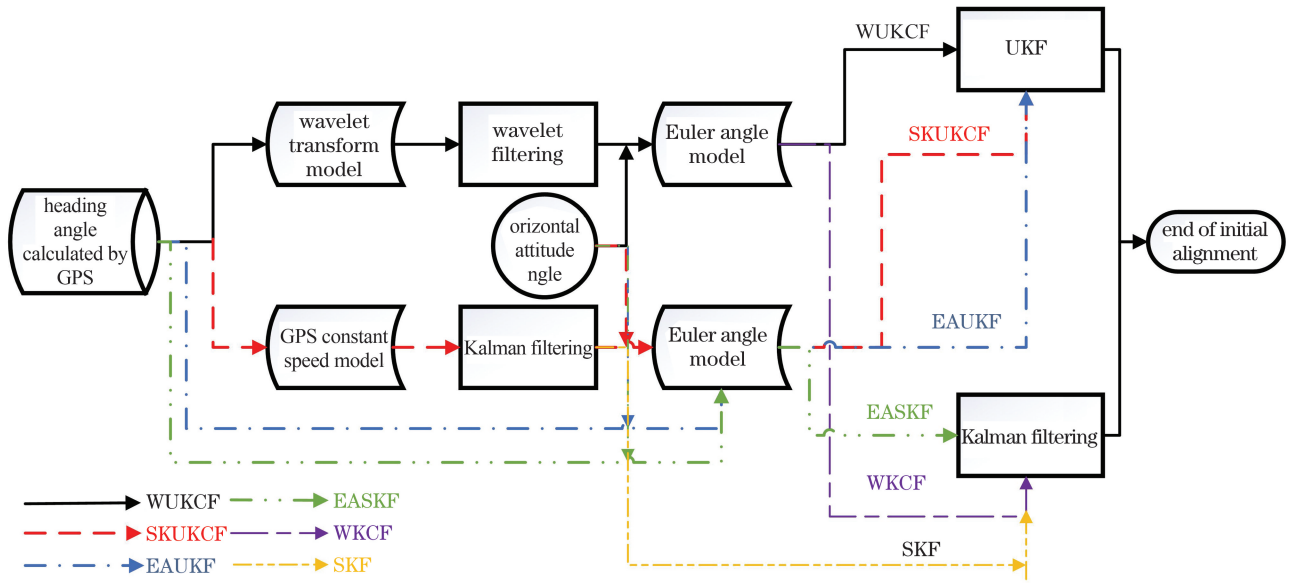 WUKCF
UKF
wavelet
transform
model
wavelet
filtering
Euler angle
model
SKUKCF
heading
angle
calculated by
GPS
orizontal
attitude
ngle
end of initial
alignment
GPS constant
speed model
Kalman filtering
Euler angle
model
EAUKF
EASKF
Kalman filtering
WKCF
SKF
WUKCF
EASKF
SKUKCF
WKCF
EAUKF
SKF